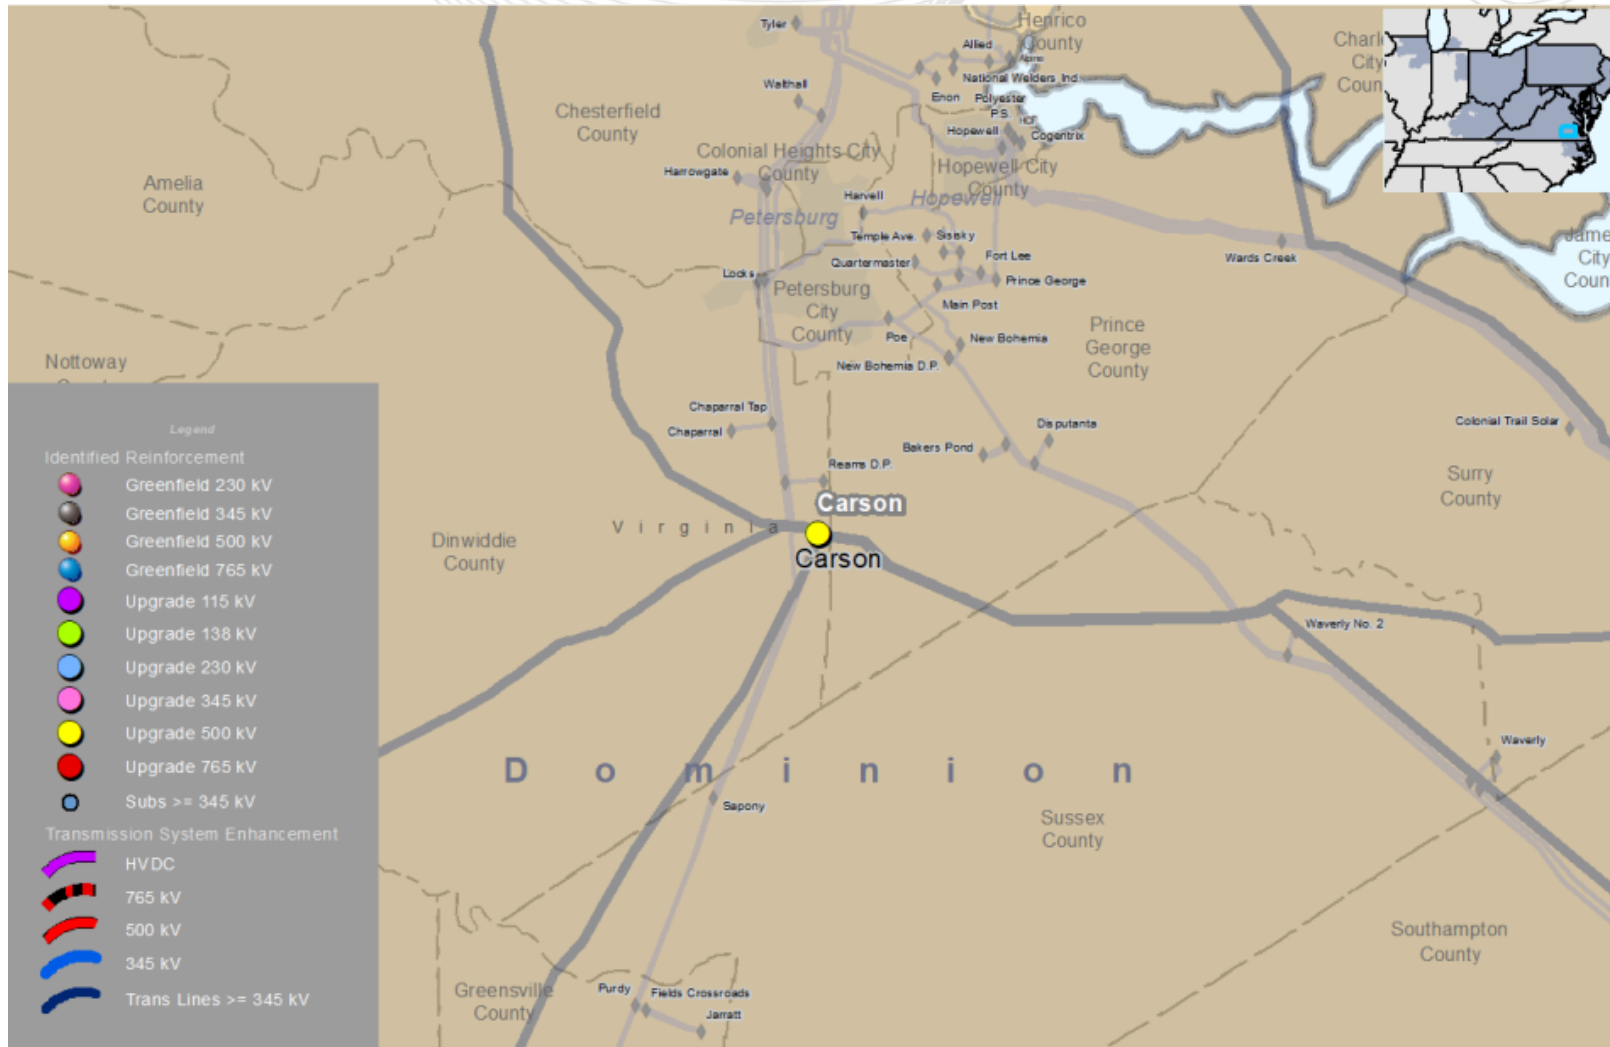 Tyler
Henrico
County
Allied
Alpine
Charl
City
Coun
National Welders Ind.
Walthall
Enon
Polyester
P.S.
HCF
Hopewell
Cogentrix
Chesterfield
County
Colonial Heights City
County
Harrowgate
Hopewell City
County
Hopewell
Amelia
County
Harvell
Petersburg
Temple Ave.
Sisisky
Jame
City
Coun
Quartermaster
Fort Lee
Wards Creek
Locks
Prince George
Petersburg
City
County
Main Post
Poe
New Bohemia
Prince
George
County
Nottoway
New Bohemia D.P.
Chaparral Tap
Chaparral
Disputanta
Colonial Trail Solar
Bakers Pond
Reams D.P.
Surry
County
Carson
Virginia
Carson
Dinwiddie
County
Waverly No. 2
Waverly
Dominion
Sapony
Sussex
County
Southampton
County
Greensville
County
Purdy
Fields Crossroads
Jarratt
Legend
Identified Reinforcement
Greenfield 230 kV
Greenfield 345 kV
Greenfield 500 kV
Greenfield 765 kV
Upgrade 115 kV
Upgrade 138 kV
Upgrade 230 kV
Upgrade 345 kV
Upgrade 500 kV
Upgrade 765 kV
Subs >= 345 kV
Transmission System Enhancement
HVDC
765 kV
500 kV
345 kV
Trans Lines >= 345 kV